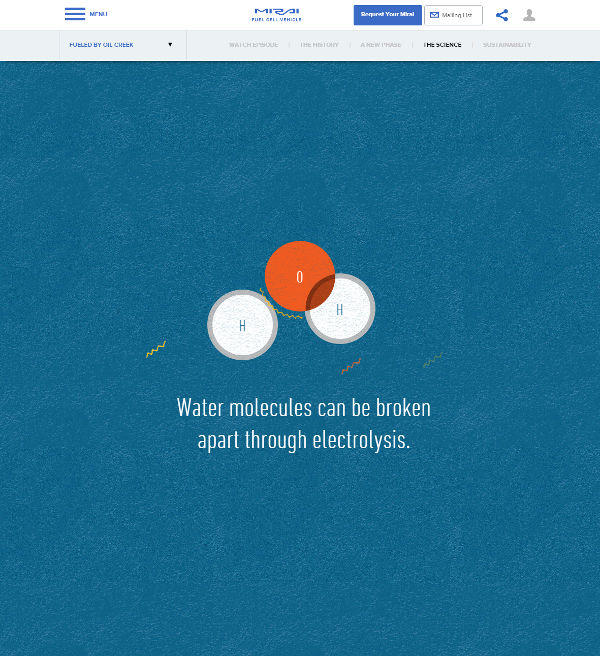 MENU
MIRAI
FUEL CELL VEHICLE
Request Your Mirai
Mailing List
FUELED BY OIL CREEK
WATCH EPISODE
THE HISTORY
A NEW PHASE
THE SCIENCE
SUSTAINABILITY
O
H
H
Water molecules can be broken
apart through electrolysis.